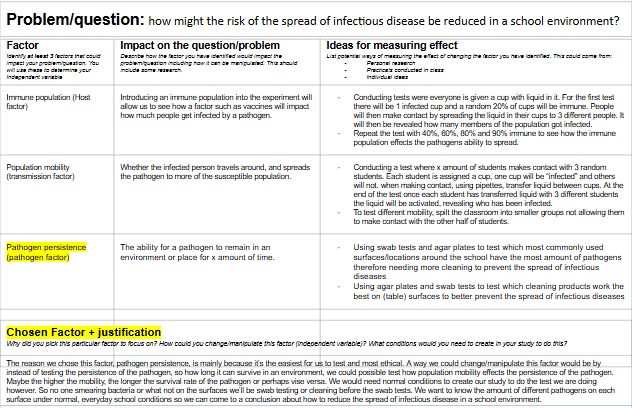 Problem/question: how might the risk of the spread of infectious disease be reduced in a school environment?
Factor
Identify at least 3 factors that could
impact your problem/question. You
will use these to determine your
independent variable
Impact on the question/problem
Describe how the factor you have identified would impact the
problem/question including how it can be manipulated. This should
include some research.
Ideas for measuring effect
List potential ways of measuring the effect of changing the factor you have identified. This could come from:
- Personal research
- Practicals conducted in class
- Individual ideas
Immune population (Host
factor)
Introducing an immune population into the experiment will
allow us to see how a factor such as vaccines will impact
how much people get infected by a pathogen.
- Conducting tests were everyone is given a cup with liquid in it. For the first test
there will be 1 infected cup and a random 20% of cups will be immune. People
will then make contact by spreading the liquid in their cups to 3 different people. It
will then be revealed how many members of the population got infected.
- Repeat the test with 40%, 60%, 80% and 90% immune to see how the immune
population effects the pathogens ability to spread.
Population mobility
(transmission factor)
Whether the infected person travels around, and spreads
the pathogen to more of the susceptible population.
- Conducting a test where x amount of students makes contact with 3 random
students. Each student is assigned a cup, one cup will be “infected” and others
will not. when making contact, using pipettes, transfer liquid between cups. At the
end of the test once each student has transferred liquid with 3 different students
the liquid will be activated, revealing who has been infected.
- To test different mobility, spilt the classroom into smaller groups not allowing them
to make contact with the other half of students.
Pathogen persistence
(pathogen factor)
The ability for a pathogen to remain in an
environment or place for x amount of time.
- Using swab tests and agar plates to test which most commonly used
surfaces/locations around the school have the most amount of pathogens
therefore needing more cleaning to prevent the spread of infectious
diseases
- Using agar plates and swab tests to test which cleaning products work the
best on (table) surfaces to better prevent the spread of infectious diseases
Chosen Factor + justification
Why did you pick this particular factor to focus on? How could you change/manipulate this factor (independent variable)? What conditions would you need to create in your study to do this?
The reason we chose this factor, pathogen persistence, is mainly because it’s the easiest for us to test and most ethical. A way we could change/manipulate this factor would be by
instead of testing the persistence of the pathogen, so how long it can survive in an environment, we could possible test how population mobility effects the persistence of the pathogen.
Maybe the higher the mobility, the longer the survival rate of the pathogen or perhaps vise versa. We would need normal conditions to create our study to do the test we are doing
however. So no one smearing bacteria or what not on the surfaces we’ll be swab testing or cleaning before the swab tests. We want to know the amount of different pathogens on each
surface under normal, everyday school conditions so we can come to a conclusion about how to reduce the spread of infectious disease in a school environment.